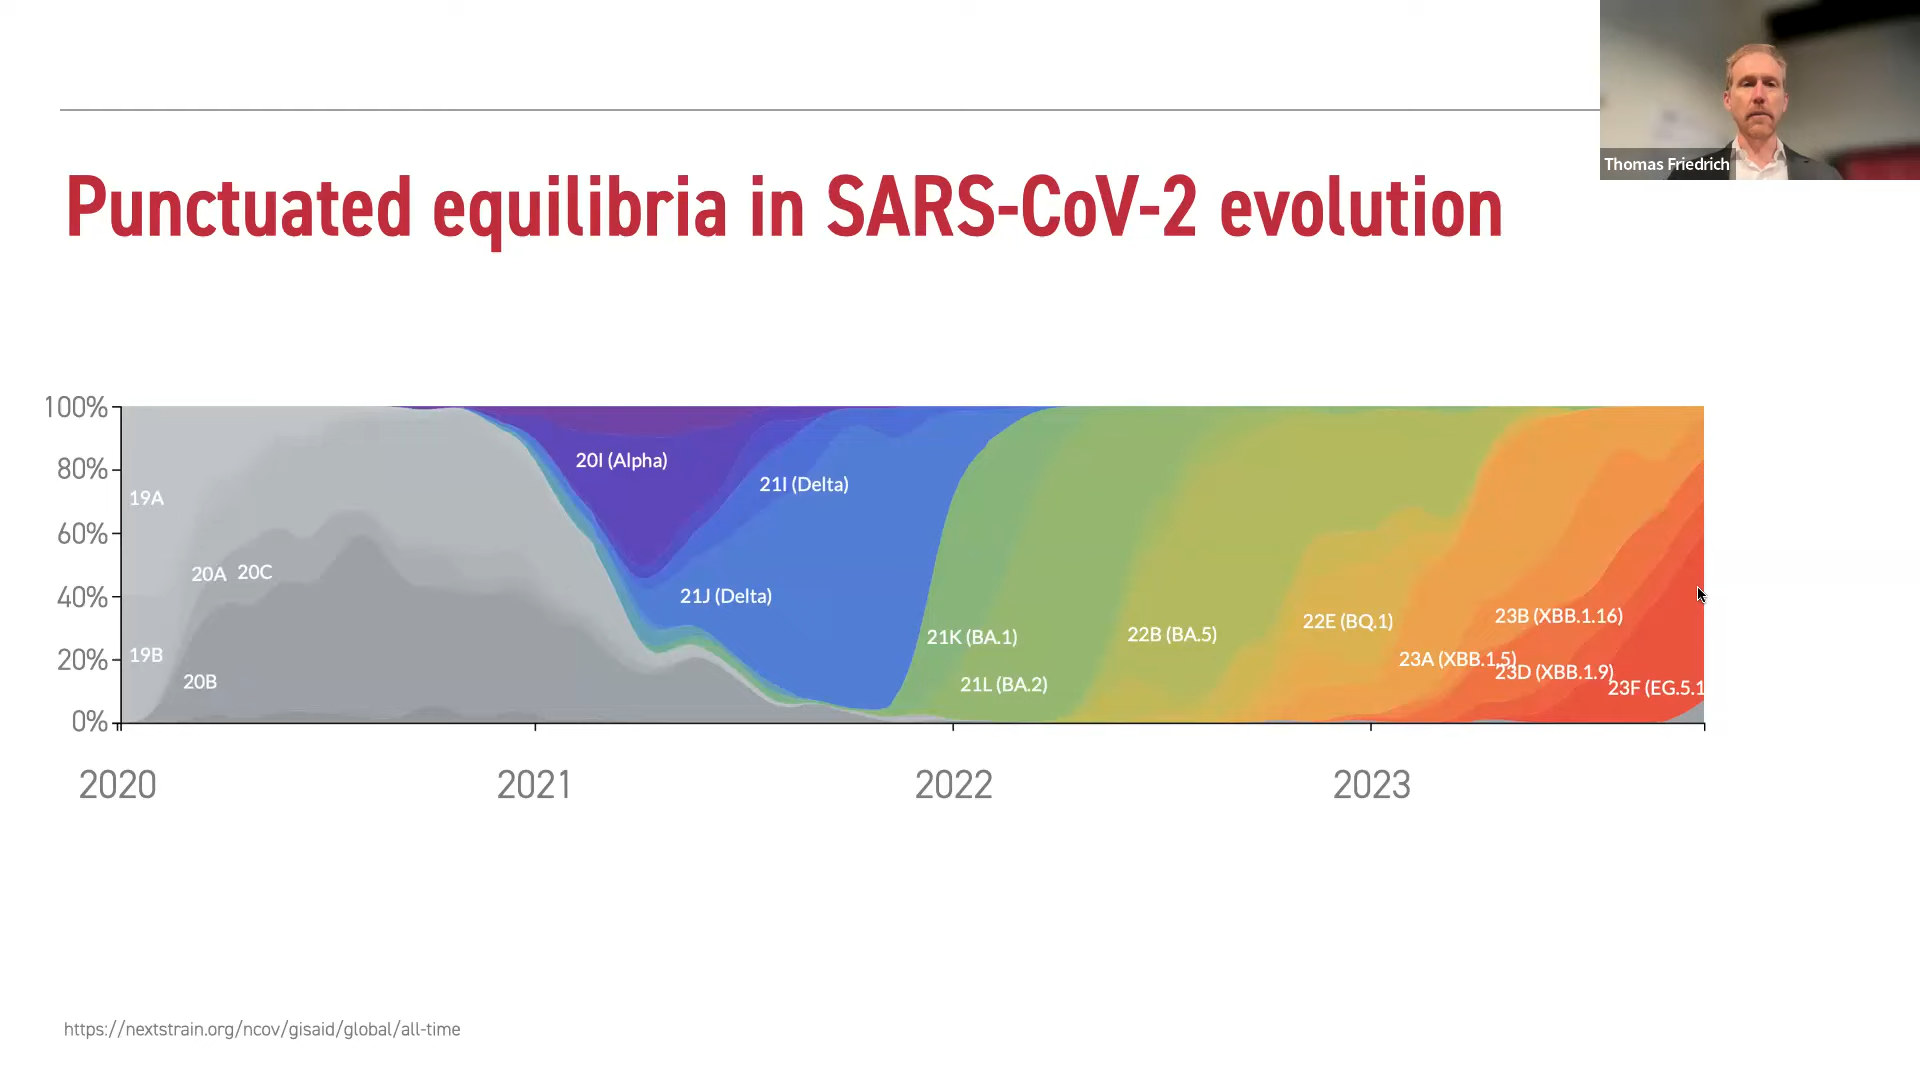 Thomas Friedrich
Punctuated equilibria in SARS-CoV-2 evolution
100%
80%
60%
40%
20%
0%
19A
19B
20A
20C
20B
20I (Alpha)
21I (Delta)
21J (Delta)
21K (BA.1)
21L (BA.2)
22B (BA.5)
22E (BQ.1)
23B (XBB.1.16)
23A (XBB.1.5)
23D (XBB.1.9)
23F (EG.5.1
2020
2021
2022
2023
https://nextstrain.org/ncov/gisaid/global/all-time